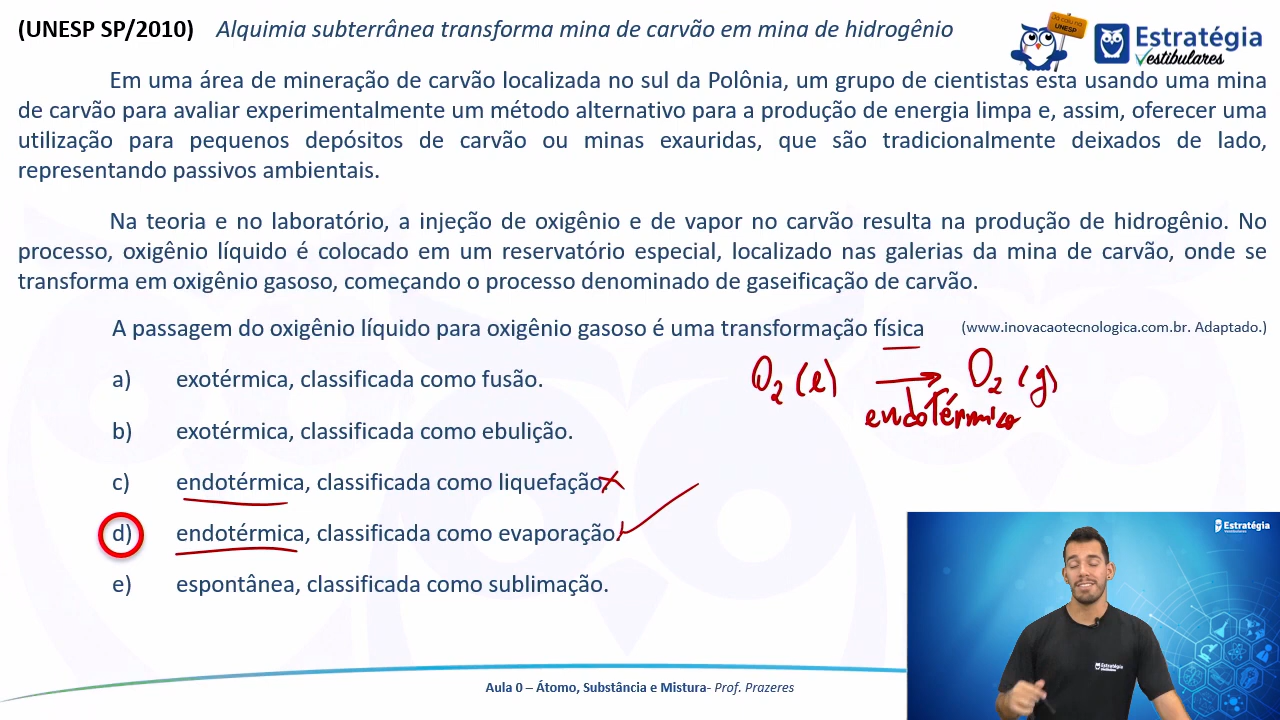 (UNESP SP/2010) Alquimia subterrânea transforma mina de carvão em mina de hidrogênio
Já caiu na
UNESP
Estratégia
Vestibulares
Em uma área de mineração de carvão localizada no sul da Polônia, um grupo de cientistas está usando uma mina
de carvão para avaliar experimentalmente um método alternativo para a produção de energia limpa e, assim, oferecer uma
utilização para pequenos depósitos de carvão ou minas exauridas, que são tradicionalmente deixados de lado,
representando passivos ambientais.
Na teoria e no laboratório, a injeção de oxigênio e de vapor no carvão resulta na produção de hidrogênio. No
processo, oxigênio líquido é colocado em um reservatório especial, localizado nas galerias da mina de carvão, onde se
transforma em oxigênio gasoso, começando o processo denominado de gaseificação de carvão.
A passagem do oxigênio líquido para oxigênio gasoso é uma transformação física (www.inovacaotecnologica.com.br. Adaptado.)
a) exotérmica, classificada como fusão.
O₂ (l) → O₂ (g)
endotérmico
b) exotérmica, classificada como ebulição.
c) endotérmica, classificada como liquefação.
d) endotérmica, classificada como evaporação.
e) espontânea, classificada como sublimação.
Estratégia
Vestibulares
Estratégia
Vestibulares
Aula 0 – Átomo, Substância e Mistura- Prof. Prazeres